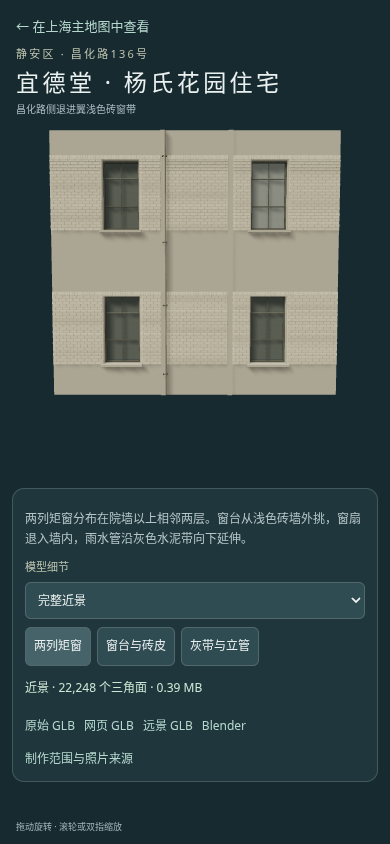 ← 在上海主地图中查看
静安区 · 昌化路136号
宜德堂 · 杨氏花园住宅
昌化路侧退进翼浅色砖窗带
两列矩窗分布在院墙以上相邻两层。窗台从浅色砖墙外挑，窗扇
退入墙内，雨水管沿灰色水泥带向下延伸。
模型细节
完整近景
两列矩窗 窗台与砖皮 灰带与立管
近景 · 22,248 个三角面 · 0.39 MB
原始 GLB 网页 GLB 远景 GLB Blender
制作范围与照片来源
拖动旋转 · 滚轮或双指缩放